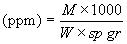 (ppm) = M × 1000 / W × sp gr